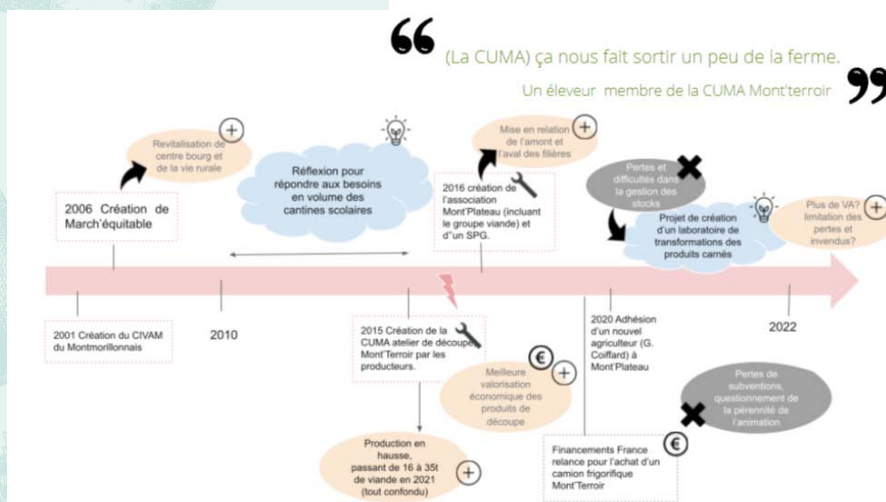 “ (La CUMA) ça nous fait sortir un peu de la ferme.
Un éleveur membre de la CUMA Mont'terroir ”
Revitalisation de
centre bourg et
de la vie rurale
2006 Création de
March'équitable
Réflexion pour
répondre aux besoins
en volume des
cantines scolaires
Mise en relation
de l'amont et
l'aval des filières
2016 création de
l'association
Mont'Plateau (incluant
le groupe viande) et
d''un SPG.
Pertes et
difficultés dans
la gestion des
stocks
Projet de création
d'un laboratoire de
transformations des
produits carnés
Plus de VA?
limitation des
pertes et
invendus?
2001 Création du CIVAM
du Montmorillonnais
2010
2015 Création de la
CUMA atelier de découpe
Mont'Terroir par les
producteurs.
Meilleure
valorisation
économique des
produits de
découpe
Production en
hausse,
passant de 16 à 35t
de viande en 2021
(tout confondu)
2020 Adhésion
d'un nouvel
agriculteur (G.
Coiffard) à
Mont'Plateau
2022
Pertes de
subventions,
questionnement de
la pérennité de
l'animation
Financements France
relance pour l'achat d'un
camion frigorifique
Mont'Terroir